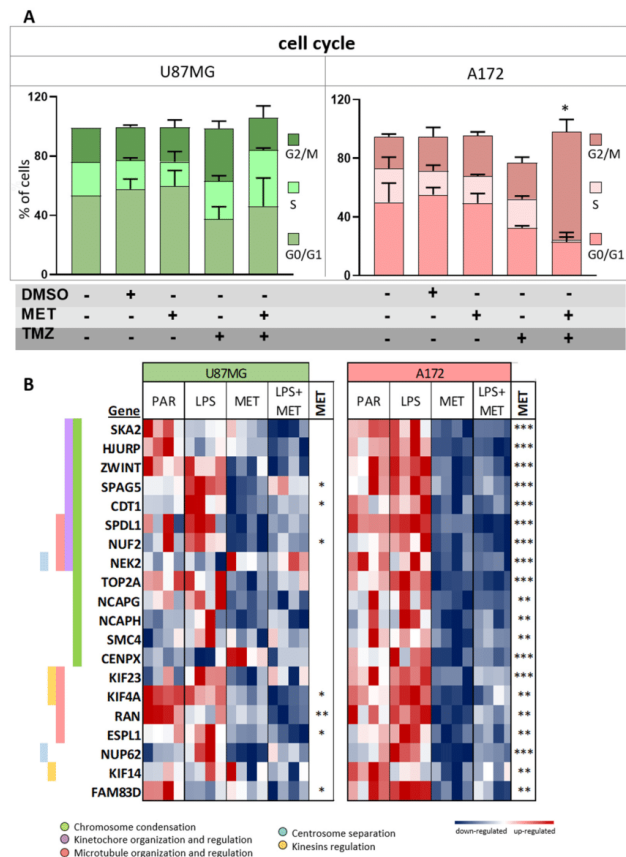 A
cell cycle
U87MG A172
120 120
80 80
40 40
0 0
% of cells
G2/M G2/M
S S
G0/G1 G0/G1
*
DMSO - + - - - - + - - -
MET - - + - + - - + - +
TMZ - - - + + - - - + +
B
U87MG A172
Gene PAR LPS MET LPS+ MET MET PAR LPS MET LPS+ MET MET
SKA2 ***
HJURP ***
ZWINT ***
SPAG5 * ***
CDT1 * ***
SPDL1 ***
NUF2 * ***
NEK2 ***
TOP2A ***
NCAPG **
NCAPH **
SMC4 **
CENPX ***
KIF23 ***
KIF4A * **
RAN ** **
ESPL1 * **
NUP62 ***
KIF14 **
FAM83D * **
Chromosome condensation
Kinetochore organization and regulation
Microtubule organization and regulation
Centrosome separation
Kinesins regulation
down-regulated up-regulated